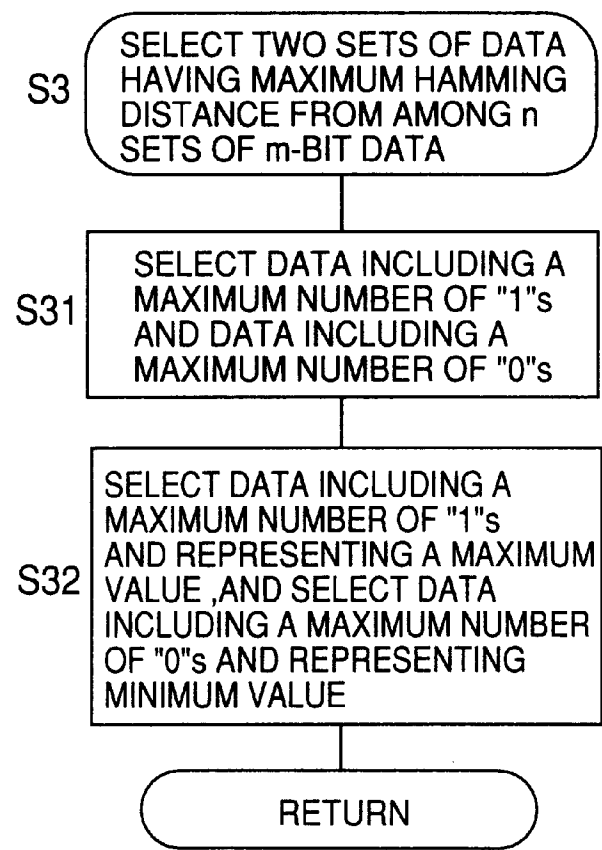 S3
SELECT TWO SETS OF DATA
HAVING MAXIMUM HAMMING
DISTANCE FROM AMONG n
SETS OF m-BIT DATA
S31
SELECT DATA INCLUDING A
MAXIMUM NUMBER OF "1"s
AND DATA INCLUDING A
MAXIMUM NUMBER OF "0"s
S32
SELECT DATA INCLUDING A
MAXIMUM NUMBER OF "1"s
AND REPRESENTING A MAXIMUM
VALUE ,AND SELECT DATA
INCLUDING A MAXIMUM NUMBER
OF "0"s AND REPRESENTING
MINIMUM VALUE
RETURN